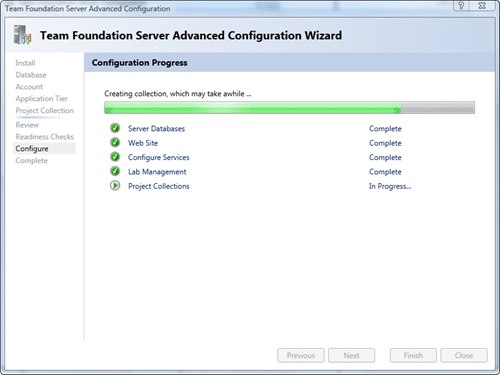 Team Foundation Server Advanced Configuration
Team Foundation Server Advanced Configuration Wizard
Install
Database
Account
Application Tier
Project Collection
Review
Readiness Checks
Configure
Complete
Configuration Progress
Creating collection, which may take awhile ...
Server Databases Complete
Web Site Complete
Configure Services Complete
Lab Management Complete
Project Collections In Progress...
Previous Next Finish Close